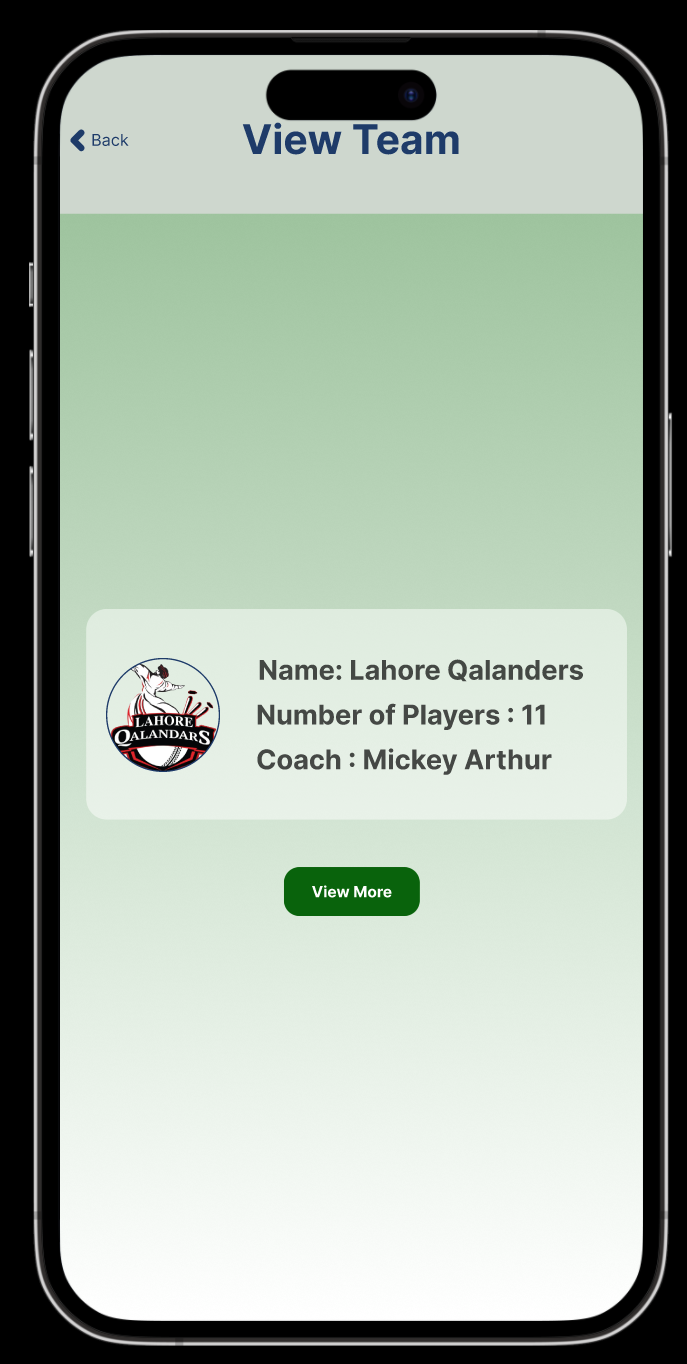 Back
View Team
Name: Lahore Qalanders
Number of Players : 11
Coach : Mickey Arthur
LAHORE
QALANDARS
View More